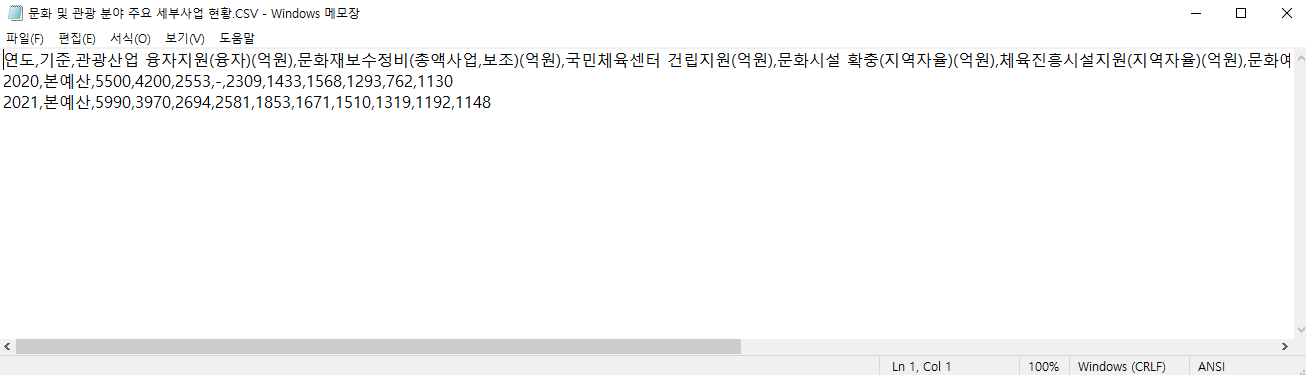 문화 및 관광 분야 주요 세부사업 현황.CSV - Windows 메모장
파일(F) 편집(E) 서식(O) 보기(V) 도움말
연도,기준,관광산업 융자지원(융자)(억원),문화재보수정비(총액사업,보조)(억원),국민체육센터 건립지원(억원),문화시설 확충(지역자율)(억원),체육진흥시설지원(지역자율)(억원),문화예
2020,본예산,5500,4200,2553,-,2309,1433,1568,1293,762,1130
2021,본예산,5990,3970,2694,2581,1853,1671,1510,1319,1192,1148
Ln 1, Col 1 100% Windows (CRLF) ANSI